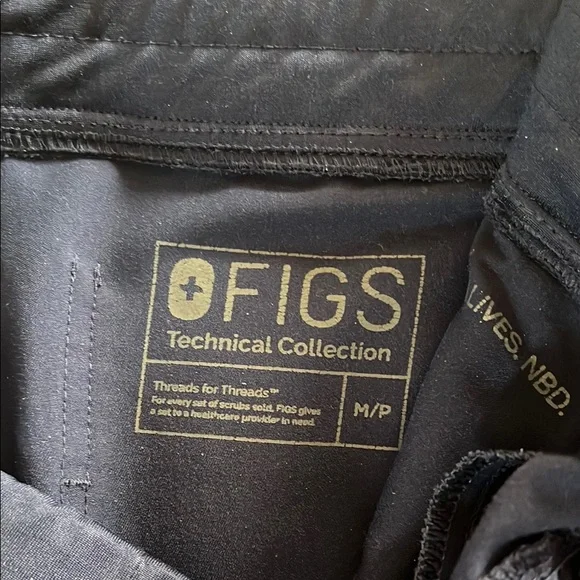 FIGS
Technical Collection
Threads for Threads™
For every set of scrubs sold, FIGS gives
a set to a healthcare provider in need.
M/P
LIVES. NBD.